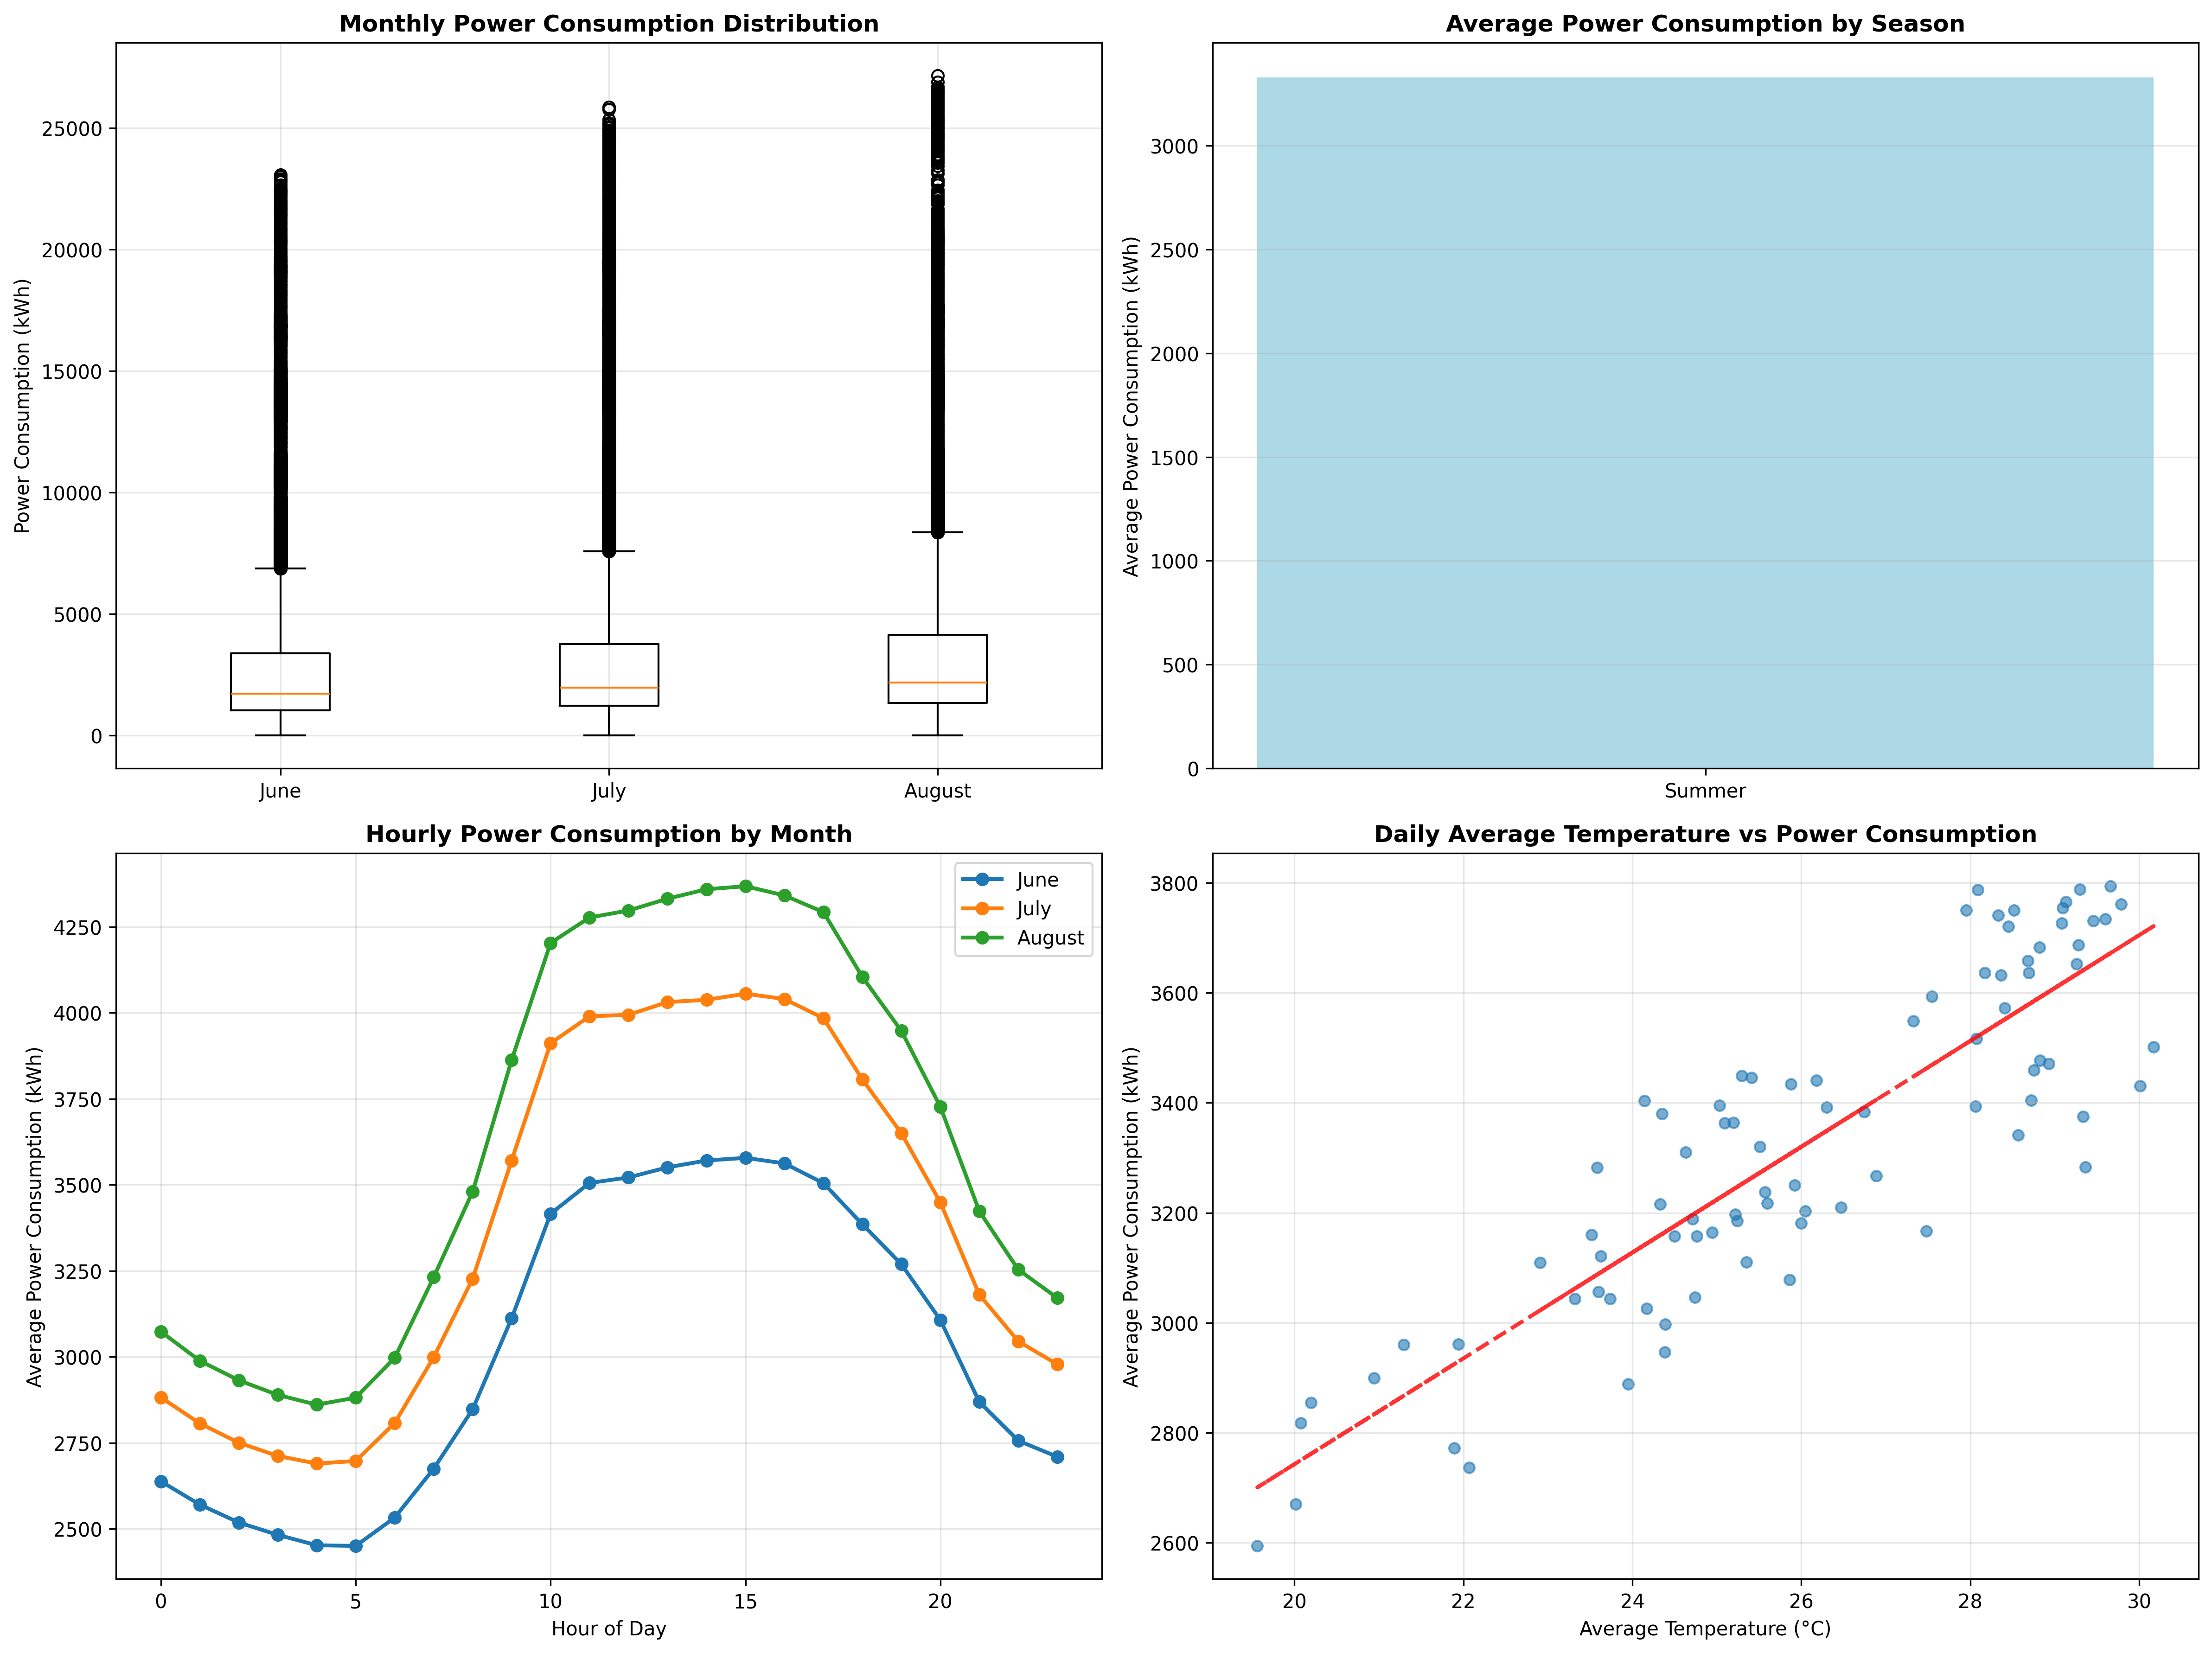 Monthly Power Consumption Distribution
Power Consumption (kWh)
25000
20000
15000
10000
5000
0
June
July
August
Average Power Consumption by Season
Average Power Consumption (kWh)
3000
2500
2000
1500
1000
500
0
Summer
Hourly Power Consumption by Month
Average Power Consumption (kWh)
4250
4000
3750
3500
3250
3000
2750
2500
June
July
August
0
5
10
15
20
Hour of Day
Daily Average Temperature vs Power Consumption
Average Power Consumption (kWh)
3800
3600
3400
3200
3000
2800
2600
20
22
24
26
28
30
Average Temperature (°C)